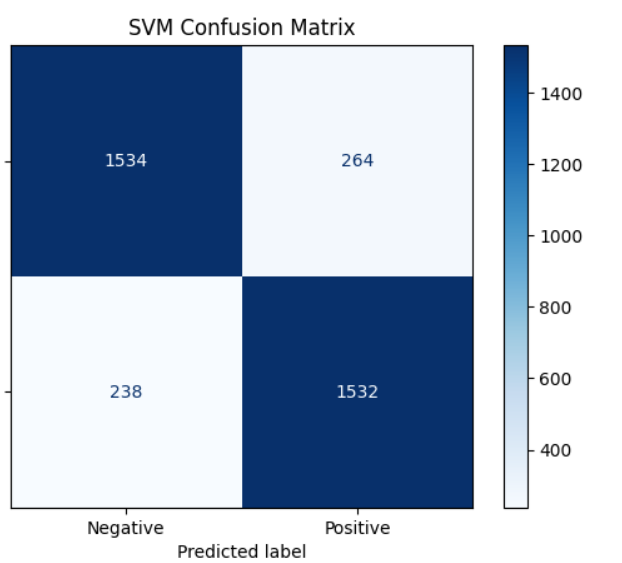 SVM Confusion Matrix
1534 264
238 1532
Negative Positive
Predicted label
1400
1200
1000
800
600
400